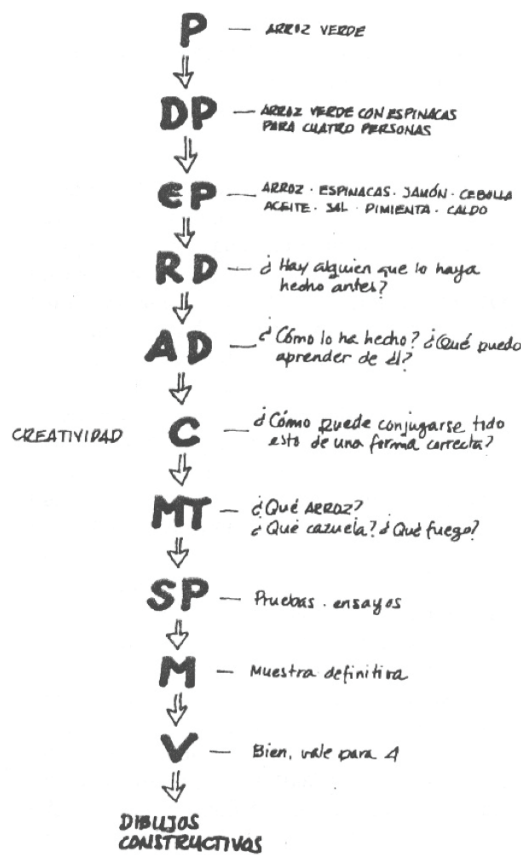 P — ARROZ VERDE
DP — ARROZ VERDE CON ESPINACAS
PARA CUATRO PERSONAS
EP — ARROZ · ESPINACAS · JAMÓN · CEBOLLA
ACEITE · SAL · PIMIENTA · CALDO
RD — ¿Hay alguien que lo haya
hecho antes?
AD — ¿Cómo lo ha hecho? ¿Qué puedo
aprender de él?
CREATIVIDAD C — ¿Cómo puede conjugarse tido
esto de una forma correcta?
MT — ¿Qué ARROZ?
¿Qué cazuela? ¿Qué fuego?
SP — Pruebas · ensayos
M — Muestra definitiva
V — Bien, vale para 4
DIBUJOS
CONSTRUCTIVOS